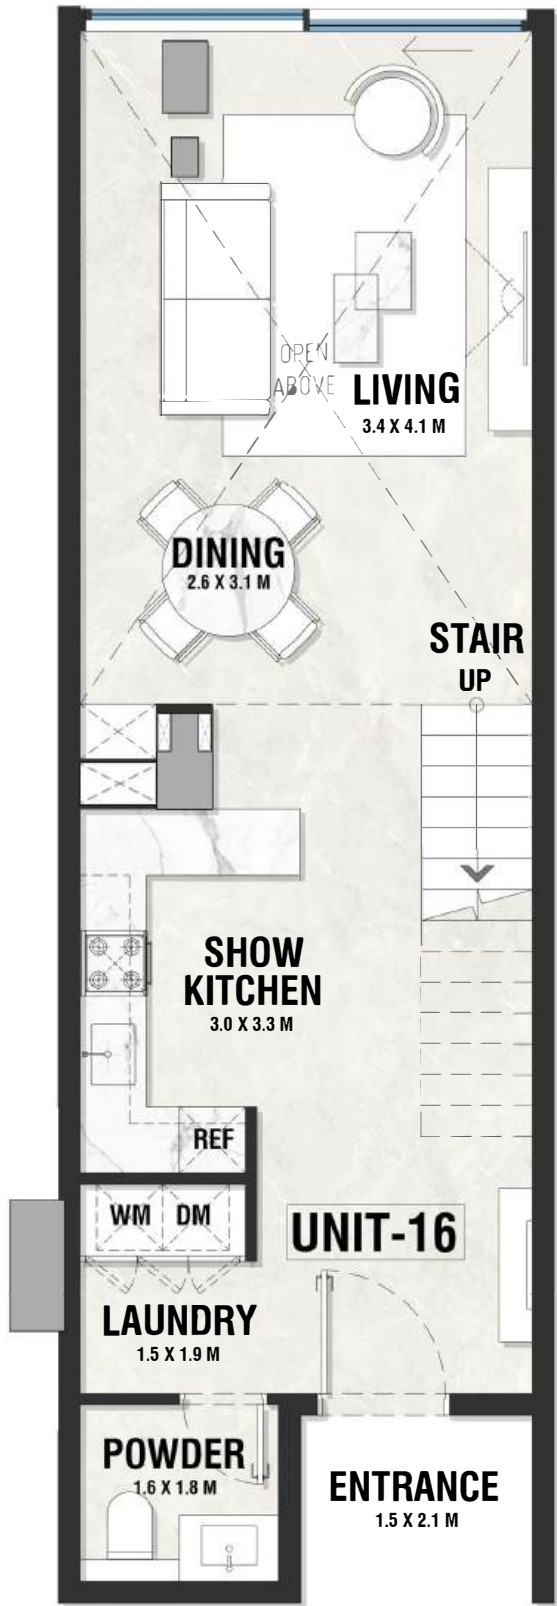 OPEN
ABOVE
LIVING
3.4 X 4.1 M
DINING
2.6 X 3.1 M
STAIR
UP
SHOW
KITCHEN
3.0 X 3.3 M
REF
WM DM
UNIT-16
LAUNDRY
1.5 X 1.9 M
POWDER
1.6 X 1.8 M
ENTRANCE
1.5 X 2.1 M